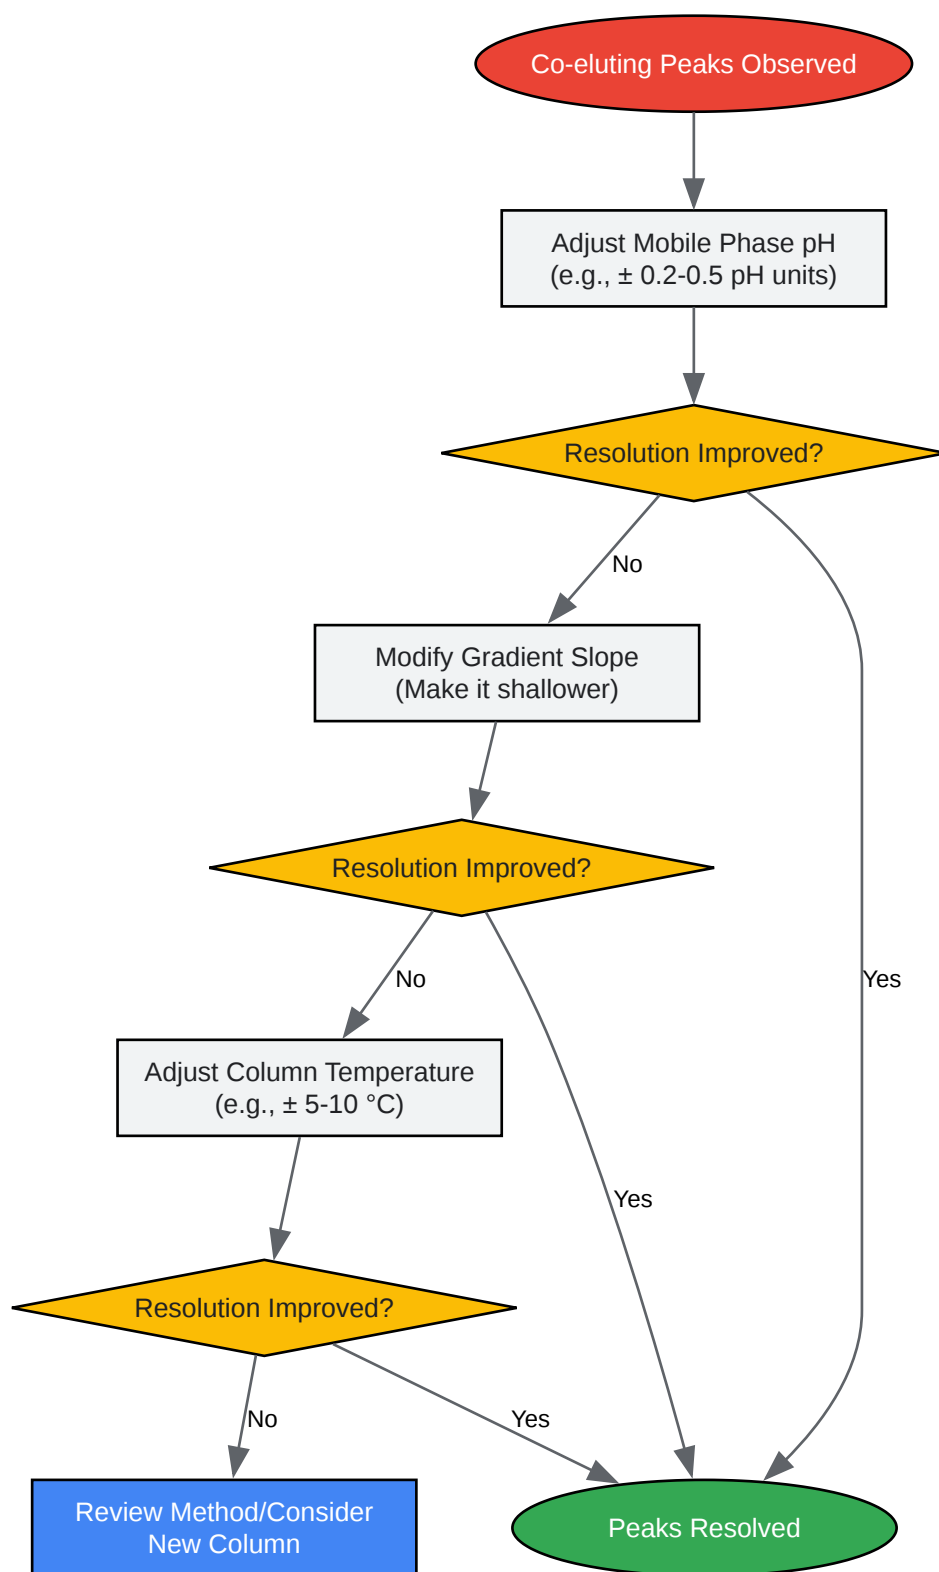 Co-eluting Peaks Observed
Adjust Mobile Phase pH
(e.g., ± 0.2-0.5 pH units)
Resolution Improved?
No
Modify Gradient Slope
(Make it shallower)
Resolution Improved?
No
Yes
Adjust Column Temperature
(e.g., ± 5-10 °C)
Yes
Resolution Improved?
No
Yes
Review Method/Consider
New Column
Peaks Resolved